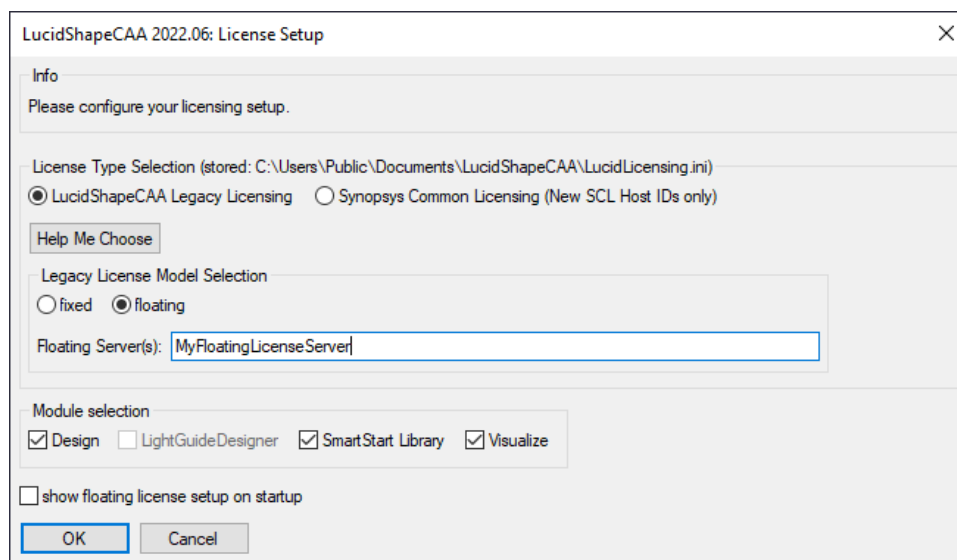 LucidShapeCAA 2022.06: License Setup
Info
Please configure your licensing setup.
License Type Selection (stored: C:\Users\Public\Documents\LucidShapeCAA\LucidLicensing.ini)
LucidShapeCAA Legacy Licensing Synopsys Common Licensing (New SCL Host IDs only)
Help Me Choose
Legacy License Model Selection
fixed floating
Floating Server(s): MyFloatingLicenseServer
Module selection
Design LightGuideDesigner SmartStart Library Visualize
show floating license setup on startup
OK Cancel